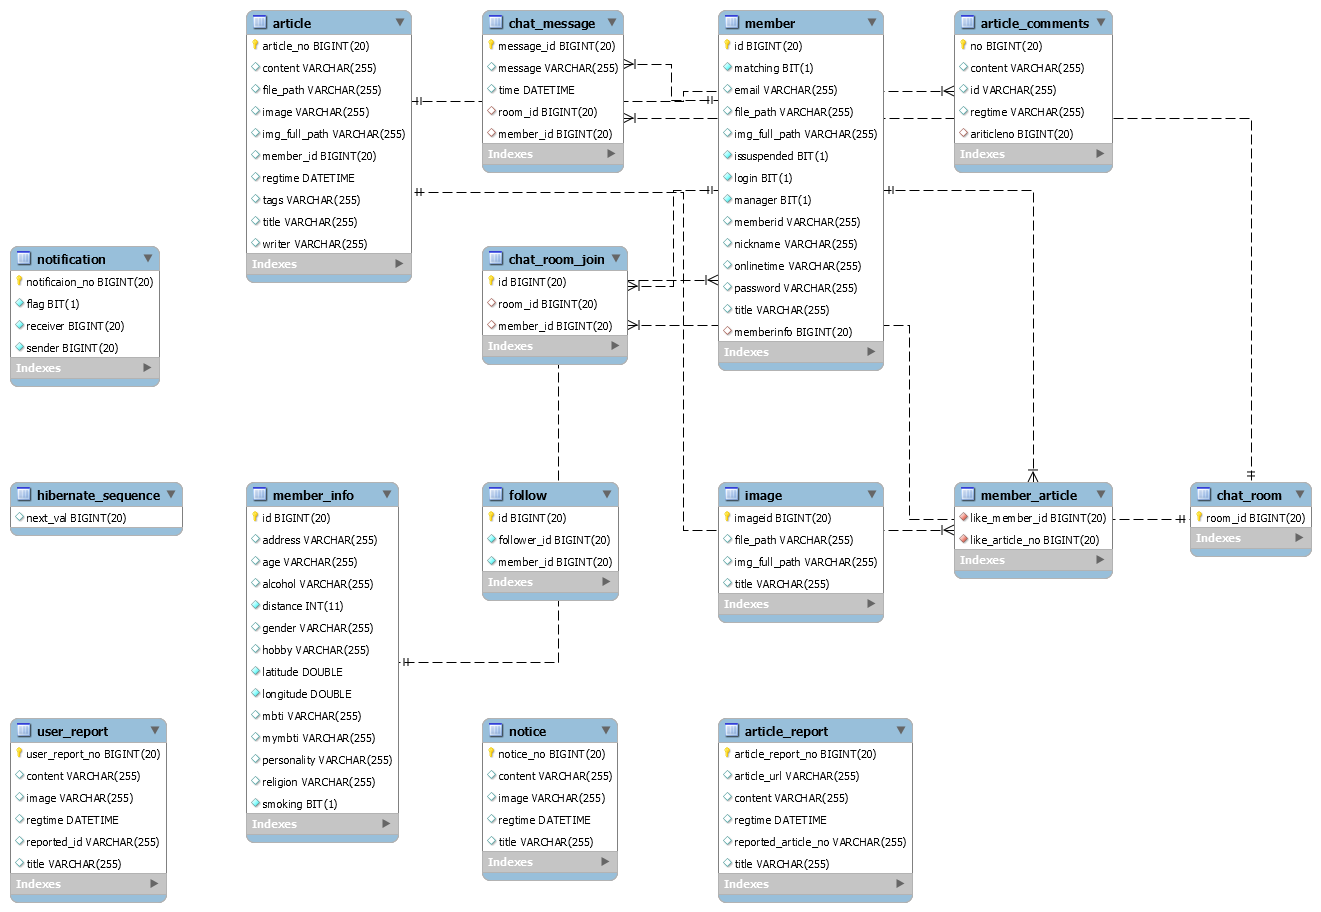 article
article_no BIGINT(20)
content VARCHAR(255)
file_path VARCHAR(255)
image VARCHAR(255)
img_full_path VARCHAR(255)
member_id BIGINT(20)
regtime DATETIME
tags VARCHAR(255)
title VARCHAR(255)
writer VARCHAR(255)
Indexes
chat_message
message_id BIGINT(20)
message VARCHAR(255)
time DATETIME
room_id BIGINT(20)
member_id BIGINT(20)
Indexes
member
id BIGINT(20)
matching BIT(1)
email VARCHAR(255)
file_path VARCHAR(255)
img_full_path VARCHAR(255)
issuspended BIT(1)
login BIT(1)
manager BIT(1)
memberid VARCHAR(255)
nickname VARCHAR(255)
onlinetime VARCHAR(255)
password VARCHAR(255)
title VARCHAR(255)
memberinfo BIGINT(20)
Indexes
article_comments
no BIGINT(20)
content VARCHAR(255)
id VARCHAR(255)
regtime VARCHAR(255)
ariticleno BIGINT(20)
Indexes
notification
notificaion_no BIGINT(20)
flag BIT(1)
receiver BIGINT(20)
sender BIGINT(20)
Indexes
chat_room_join
id BIGINT(20)
room_id BIGINT(20)
member_id BIGINT(20)
Indexes
hibernate_sequence
next_val BIGINT(20)
member_info
id BIGINT(20)
address VARCHAR(255)
age VARCHAR(255)
alcohol VARCHAR(255)
distance INT(11)
gender VARCHAR(255)
hobby VARCHAR(255)
latitude DOUBLE
longitude DOUBLE
mbti VARCHAR(255)
mymbti VARCHAR(255)
personality VARCHAR(255)
religion VARCHAR(255)
smoking BIT(1)
Indexes
follow
id BIGINT(20)
follower_id BIGINT(20)
member_id BIGINT(20)
Indexes
image
imageid BIGINT(20)
file_path VARCHAR(255)
img_full_path VARCHAR(255)
title VARCHAR(255)
Indexes
member_article
like_member_id BIGINT(20)
like_article_no BIGINT(20)
Indexes
chat_room
room_id BIGINT(20)
Indexes
user_report
user_report_no BIGINT(20)
content VARCHAR(255)
image VARCHAR(255)
regtime DATETIME
reported_id VARCHAR(255)
title VARCHAR(255)
Indexes
notice
notice_no BIGINT(20)
content VARCHAR(255)
image VARCHAR(255)
regtime DATETIME
title VARCHAR(255)
Indexes
article_report
article_report_no BIGINT(20)
article_url VARCHAR(255)
content VARCHAR(255)
regtime DATETIME
reported_article_no VARCHAR(255)
title VARCHAR(255)
Indexes